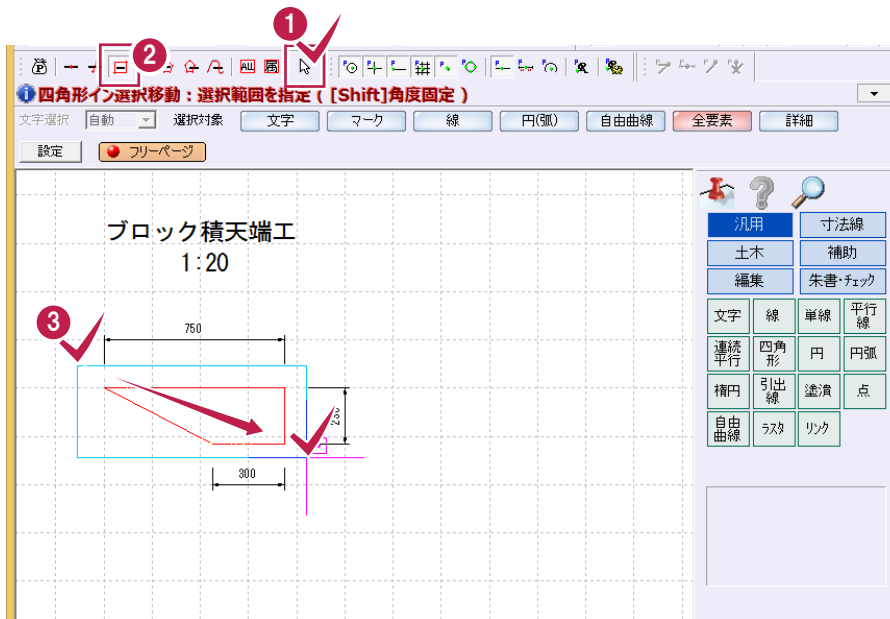 1
2
ALL 属
四角形イン選択移動：選択範囲を指定 ( [Shift]角度固定 )
文字選択 自動 選択対象 文字 マーク 線 円(弧) 自由曲線 全要素 詳細
設定 フリーページ
ブロック積天端工
1:20
3
750
300
汎用 寸法線
土木 補助
編集 朱書・チェック
文字 線 単線 平行線
連続平行 四角形 円 円弧
楕円 引出線 塗潰 点
自由曲線 ラスタ リンク